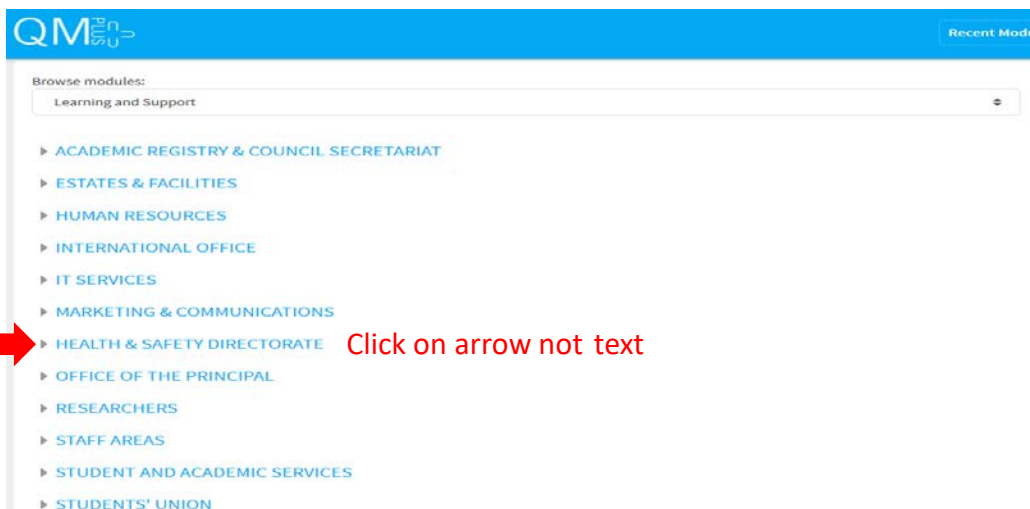 QM PLUS
Recent Mod
Browse modules:
Learning and Support
ACADEMIC REGISTRY & COUNCIL SECRETARIAT
ESTATES & FACILITIES
HUMAN RESOURCES
INTERNATIONAL OFFICE
IT SERVICES
MARKETING & COMMUNICATIONS
HEALTH & SAFETY DIRECTORATE Click on arrow not text
OFFICE OF THE PRINCIPAL
RESEARCHERS
STAFF AREAS
STUDENT AND ACADEMIC SERVICES
STUDENTS' UNION